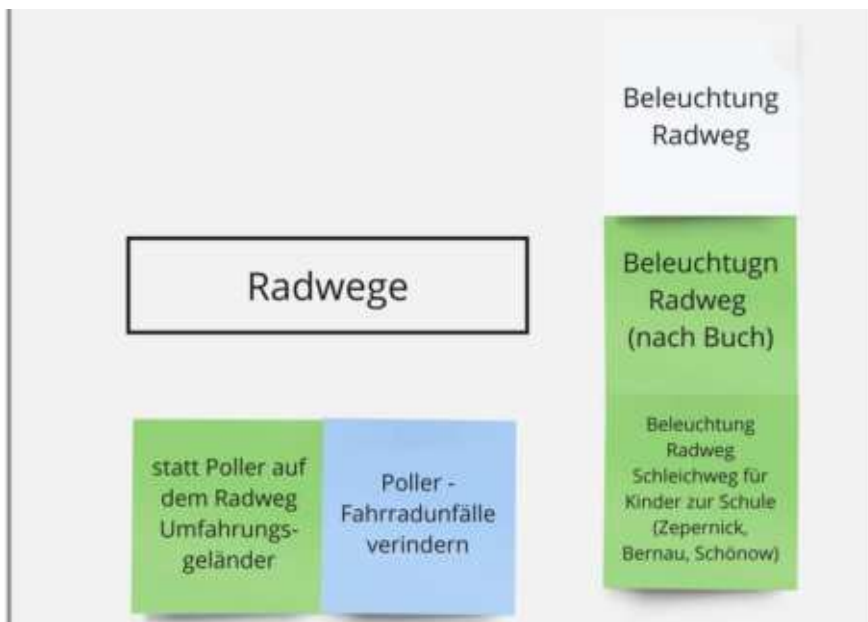 Beleuchtung
Radweg
Beleuchtugn
Radweg
(nach Buch)
Beleuchtung
Radweg
Schleichweg für
Kinder zur Schule
(Zepernick,
Bernau, Schönow)
Radwege
statt Poller auf
dem Radweg
Umfahrungs-
geländer
Poller -
Fahrradunfälle
verindern